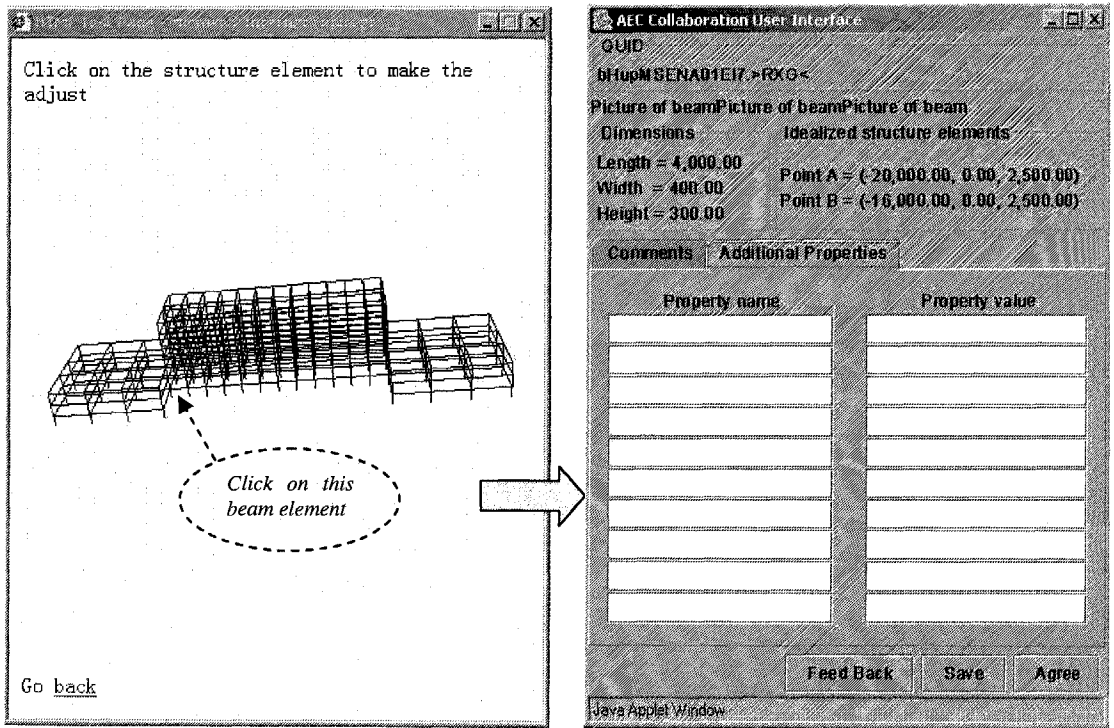 Click on the structure element to make the
adjust
Click on this
beam element
Go back
AEC Collaboration User Interface
GUID
Picture of beamPicture of beamPicture of beam
Dimensions
Idealized structure elements
Length = 4,000.00
Width = 400.00
Height = 300.00
Point A = (-20,000.00, 0.00, 2,500.00)
Point B = (-16,000.00, 0.00, 2,500.00)
Comments
Additional Properties
Property name
Property value
Feed Back
Save
Agree
Java Applet Window